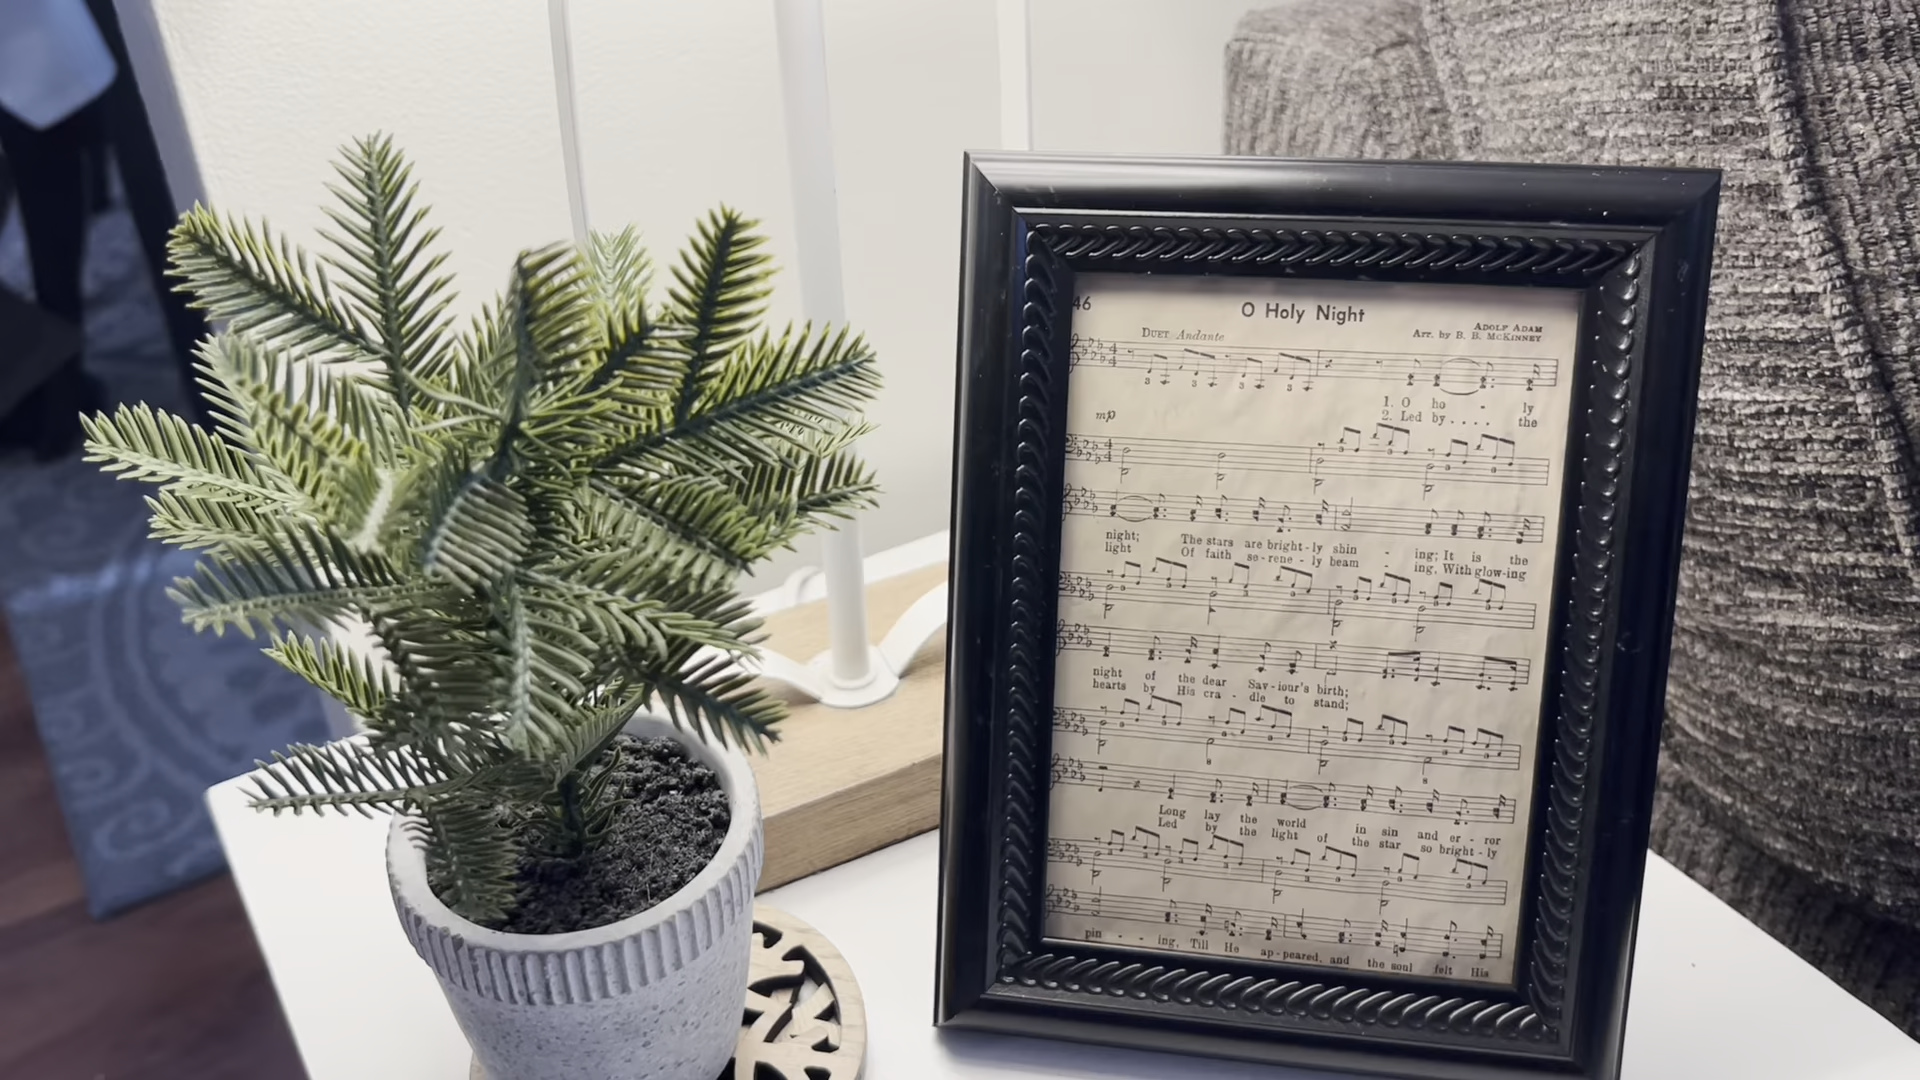 46
O Holy Night
ADOLF ADAM
DUET Andante
Arr. by B. B. MCKINNEY
1. O ho - ly
mp
2. Led by . . . . the
night; The stars are bright-ly shin - ing; It is the
light Of faith se-rene-ly beam - ing, With glow-ing
night of the dear Sav-iour's birth;
hearts by His cra-dle to stand;
Long lay the world in sin and er-ror
Led by the light of the star so bright-ly
pin - - ing, Till He ap-peared, and the soul felt His